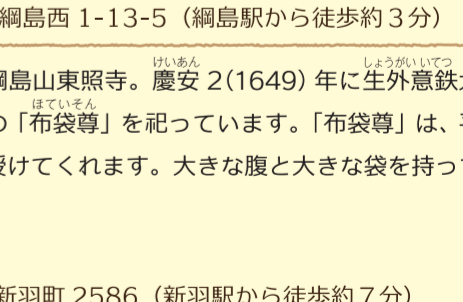 綱島西 1-13-5（綱島駅から徒歩約３分）
けいあん しょうがい いてつ
綱島山東照寺。慶安 2(1649) 年に生外意鉄
ほていそん
の「布袋尊」を祀っています。「布袋尊」は、
受けてくれます。大きな腹と大きな袋を持っ
新羽町 2586（新羽駅から徒歩約７分）